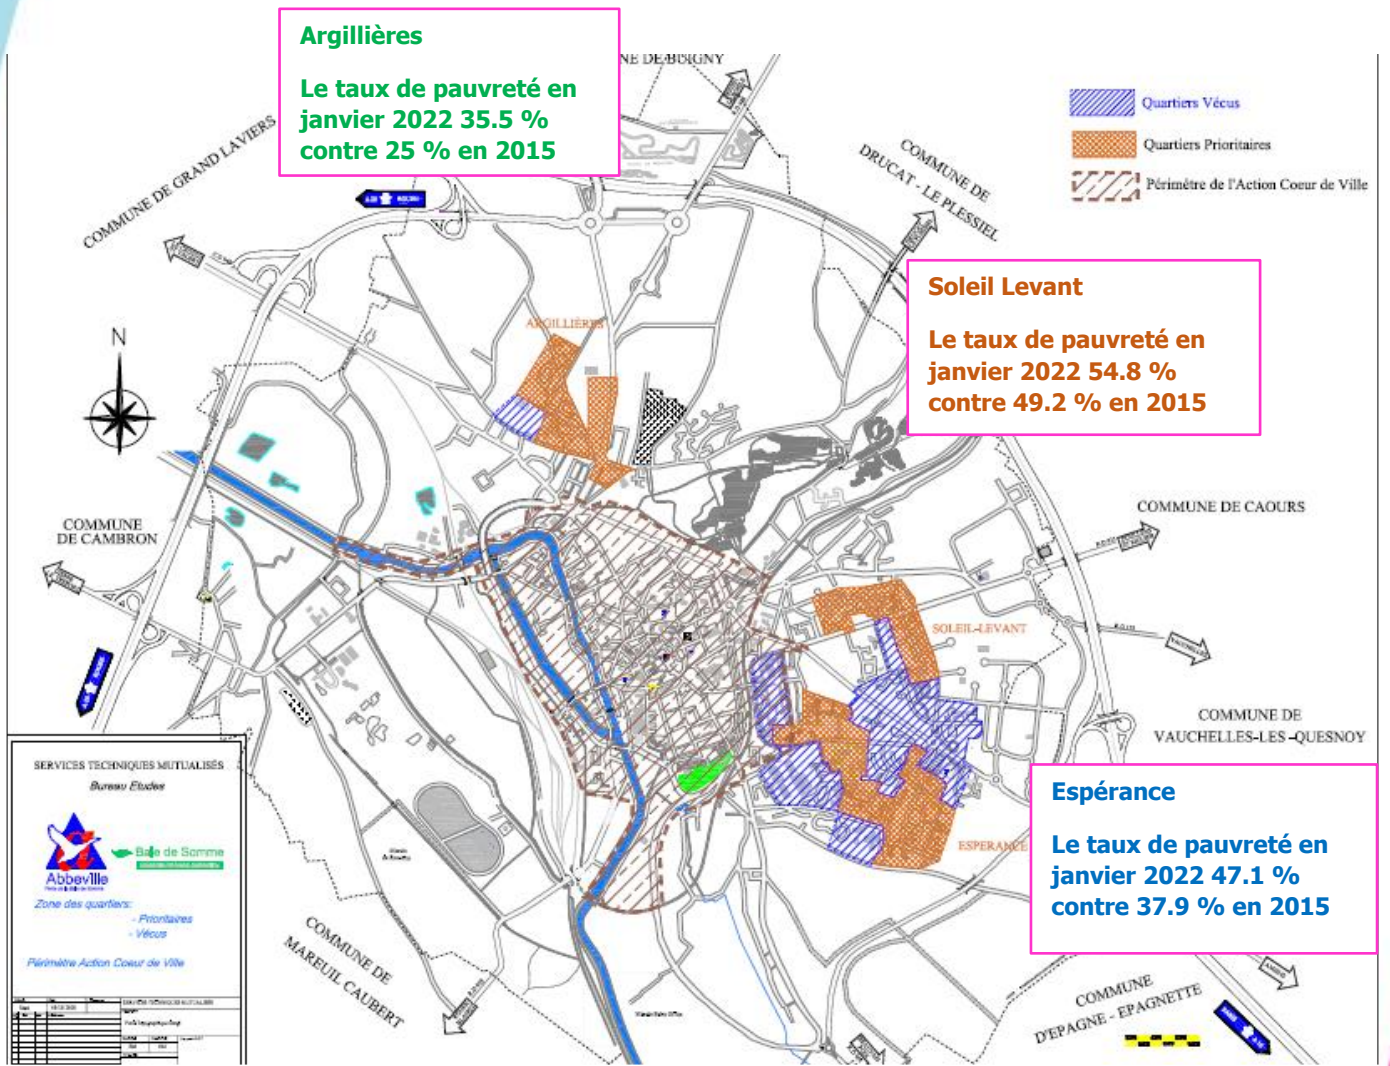 Argillières
Le taux de pauvreté en
janvier 2022 35.5 %
contre 25 % en 2015
NE DE BUIGNY
Quartiers Vécus
Quartiers Prioritaires
Périmètre de l'Action Coeur de Ville
COMMUNE DE GRAND LAVIERS
COMMUNE DE
DRUCAT - LE PLESSIEL
Soleil Levant
Le taux de pauvreté en
janvier 2022 54.8 %
contre 49.2 % en 2015
ARGILLIÈRES
N
COMMUNE
DE CAMBRON
COMMUNE DE CAOURS
SOLEIL-LEVANT
VAUCHELLES
COMMUNE DE
VAUCHELLES-LES-QUESNOY
Espérance
Le taux de pauvreté en
janvier 2022 47.1 %
contre 37.9 % en 2015
ESPERANCE
SERVICES TECHNIQUES MUTUALISÉS
Bureau Etudes
Abbeville
Baie de Somme
Zone des quartiers:
- Prioritaires
- Vécus
Périmètre Action Coeur de Ville
COMMUNE DE
MAREUIL CAUBERT
AMIENS
COMMUNE
D'EPAGNE - EPAGNETTE